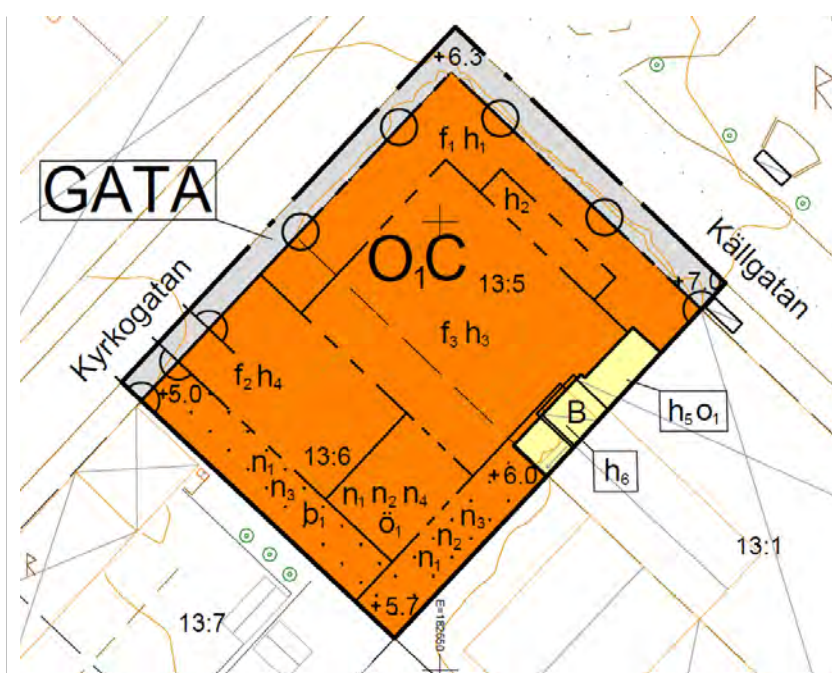 +6.3
f₁ h₁
GATA
h₂
O₁C
13:5
+7.0
Källgatan
Kyrkogatan
f₃ h₃
f₂ h₄
+5.0
B
h₅ o₁
h₆
n₁
n₃
13:6
+6.0
n₁ n₂ n₄
ö₁
þ₁
n₃
n₂
n₁
13:1
+5.7
13:7
E=182650
R
R